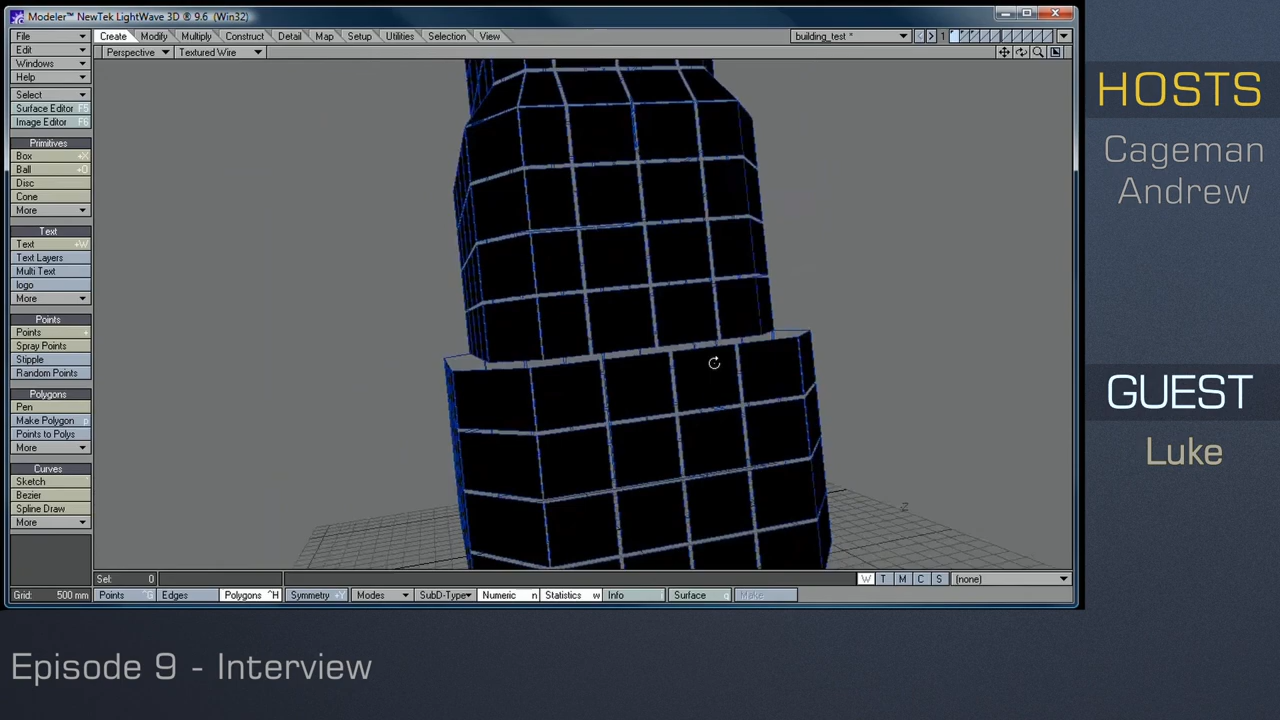 Modeler™ NewTek LightWave 3D ® 9.6 (Win32)
File
Create Modify Multiply Construct Detail Map Setup Utilities Selection View building_test * 1
Edit
Perspective Textured Wire
Windows
Help
Select
Surface Editor F5
Image Editor F6
Primitives
Box +X
Ball +O
Disc
Cone
More
Text
Text +W
Text Layers
Multi Text
logo
More
Points
Points +
Spray Points
Stipple
Random Points
Polygons
Pen
Make Polygon p
Points to Polys
More
Curves
Sketch
Bezier
Spline Draw
More
Z
Sel: 0 W T M C S (none)
Grid: 500 mm Points ^G Edges Polygons ^H Symmetry +Y Modes SubD-Type Numeric n Statistics w Info i Surface q Make
HOSTS
Cageman
Andrew
GUEST
Luke
Episode 9 - Interview